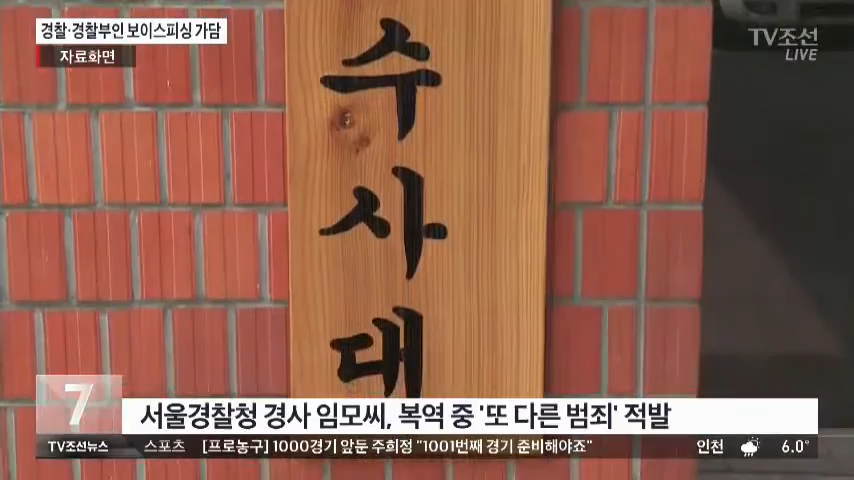 경찰·경찰부인 보이스피싱 가담
자료화면
TV조선
LIVE
수사대
7
서울경찰청 경사 임모씨, 복역 중 '또 다른 범죄' 적발
TV조선뉴스 스포츠 [프로농구] 1000경기 앞둔 주희정 "1001번째 경기 준비해야죠" 인천 6.0°